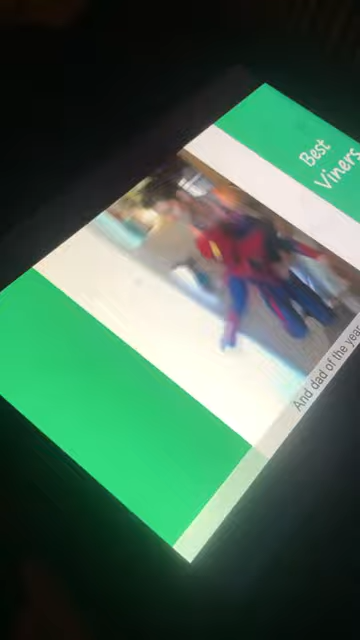 Best
Viners
And dad of the year